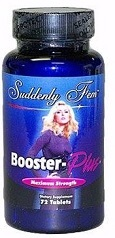 Suddenly Fem
Booster-Plus
Maximum Strength
Dietary Supplement
72 Tablets